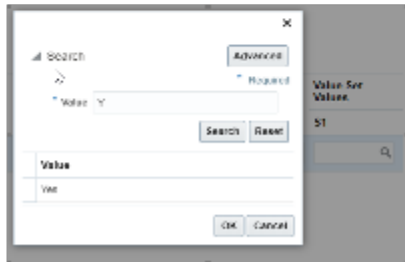 Search
Advanced
* Required
* Value Y
Search Reset
Value
Yes
OK Cancel
Value Set
Values
51